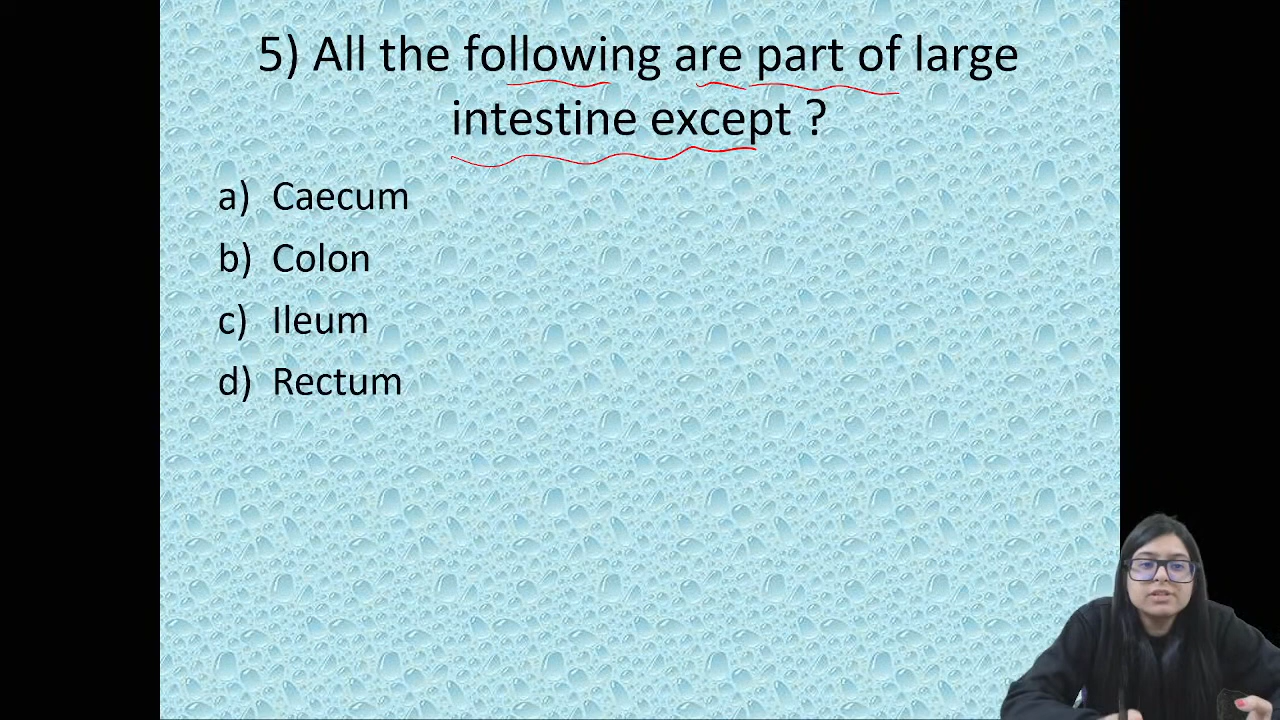 5) All the following are part of large
intestine except ?
a) Caecum
b) Colon
c) Ileum
d) Rectum